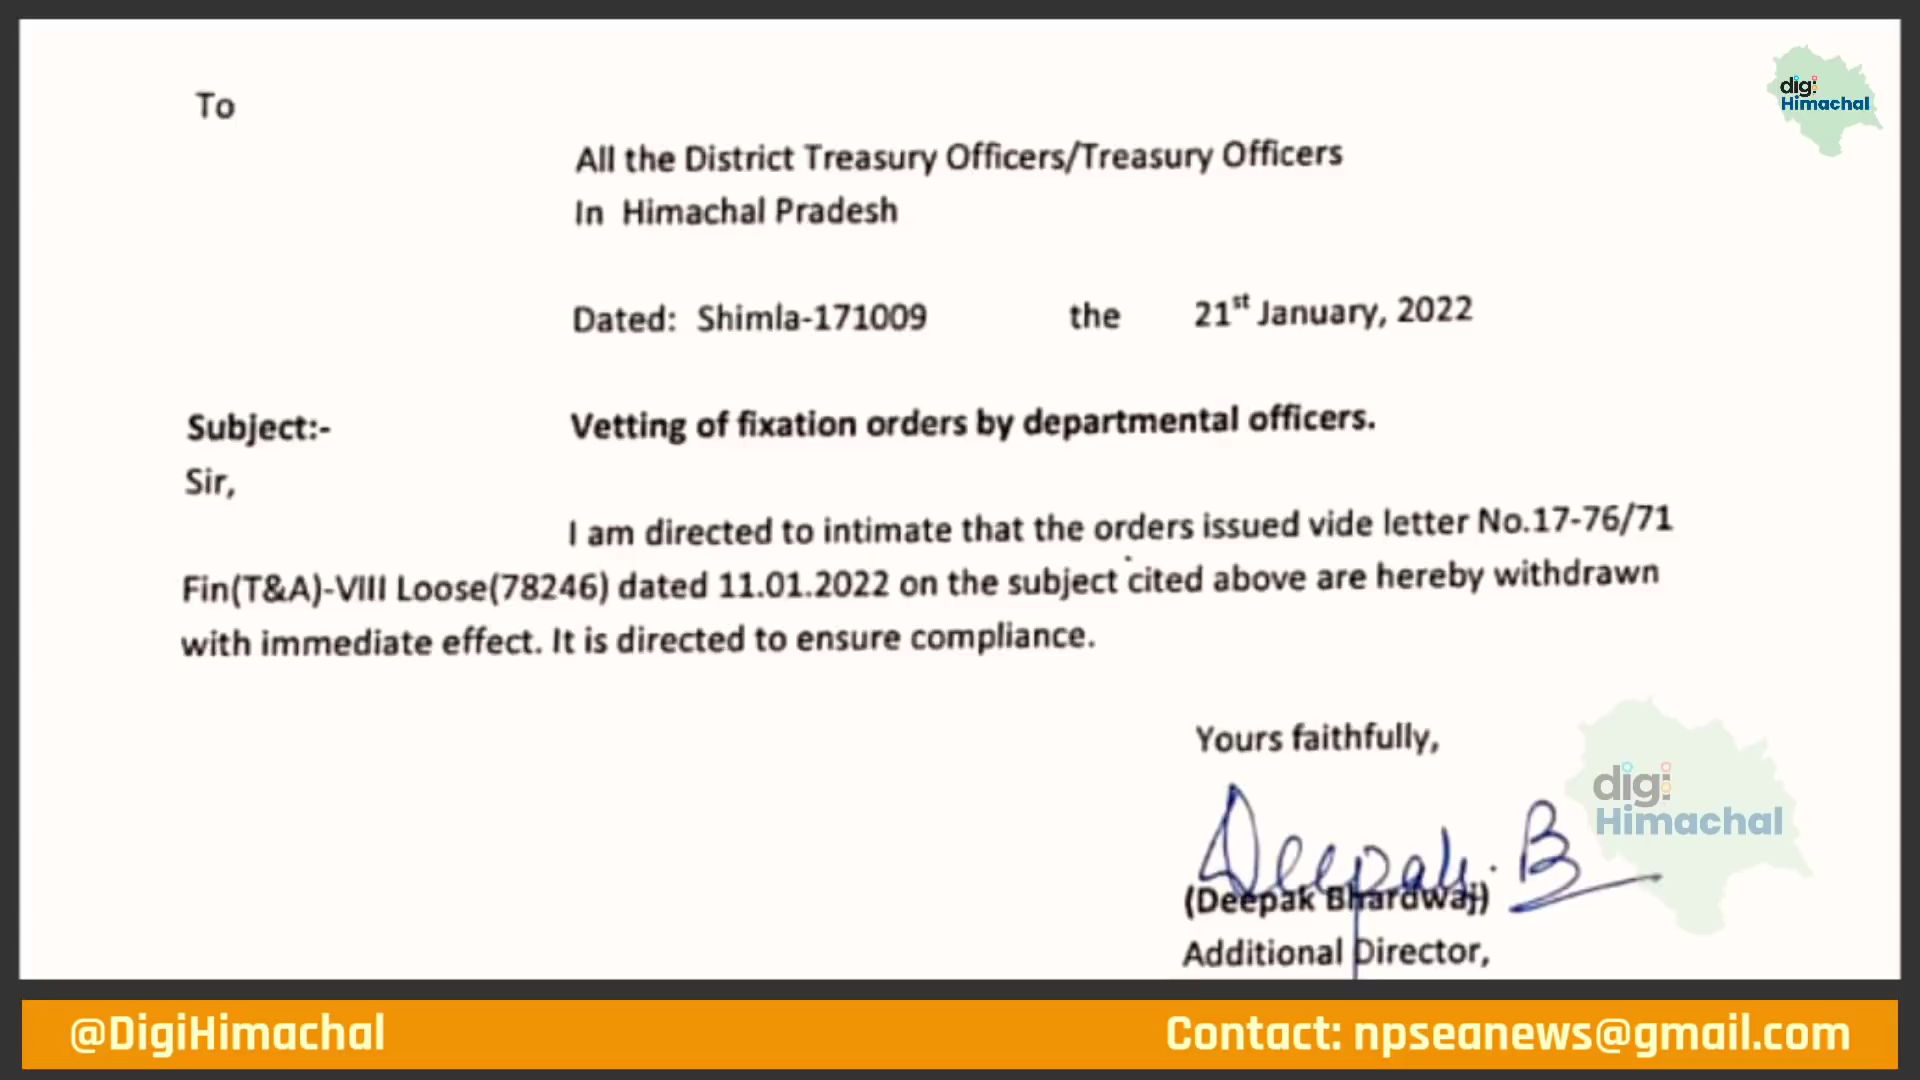 digi
Himachal
To
All the District Treasury Officers/Treasury Officers
In Himachal Pradesh
Dated: Shimla-171009 the 21st January, 2022
Subject:- Vetting of fixation orders by departmental officers.
Sir,
I am directed to intimate that the orders issued vide letter No.17-76/71
Fin(T&A)-VIII Loose(78246) dated 11.01.2022 on the subject cited above are hereby withdrawn
with immediate effect. It is directed to ensure compliance.
Yours faithfully,
digi
Himachal
Deepak. B
(Deepak Bhardwaj)
Additional Director,
@DigiHimachal
Contact: npseanews@gmail.com